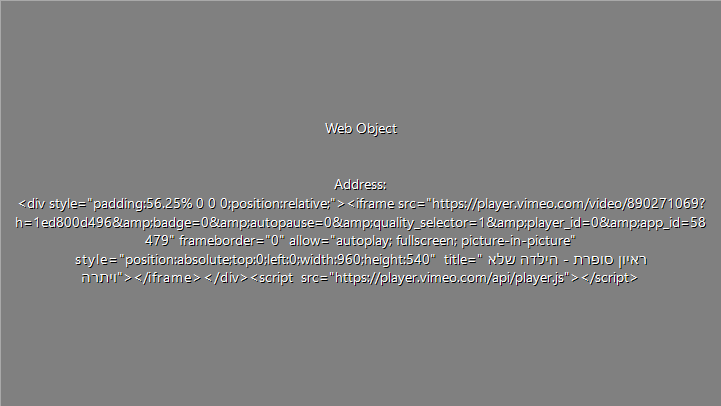 Web Object
Address:
<div style="padding:56.25% 0 0 0;position:relative;"><iframe src="https://player.vimeo.com/video/890271069?
h=1ed800d496&amp;badge=0&amp;autopause=0&amp;quality_selector=1&amp;player_id=0&amp;app_id=58
479" frameborder="0" allow="autoplay; fullscreen; picture-in-picture"
style="position:absolute;top:0;left:0;width:960;height:540" title=" ראיון סופרת - הילדה שלא
וויתרה"></iframe></div><script src="https://player.vimeo.com/api/player.js"></script>